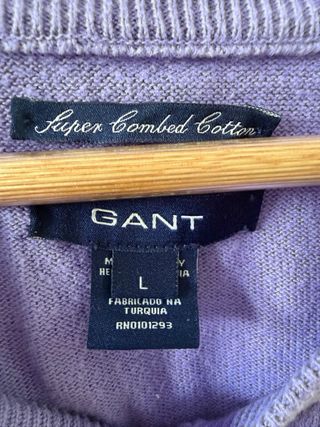 Super Combed Cotton
GANT
L
FABRICADO NA
TURQUIA
RN0101293